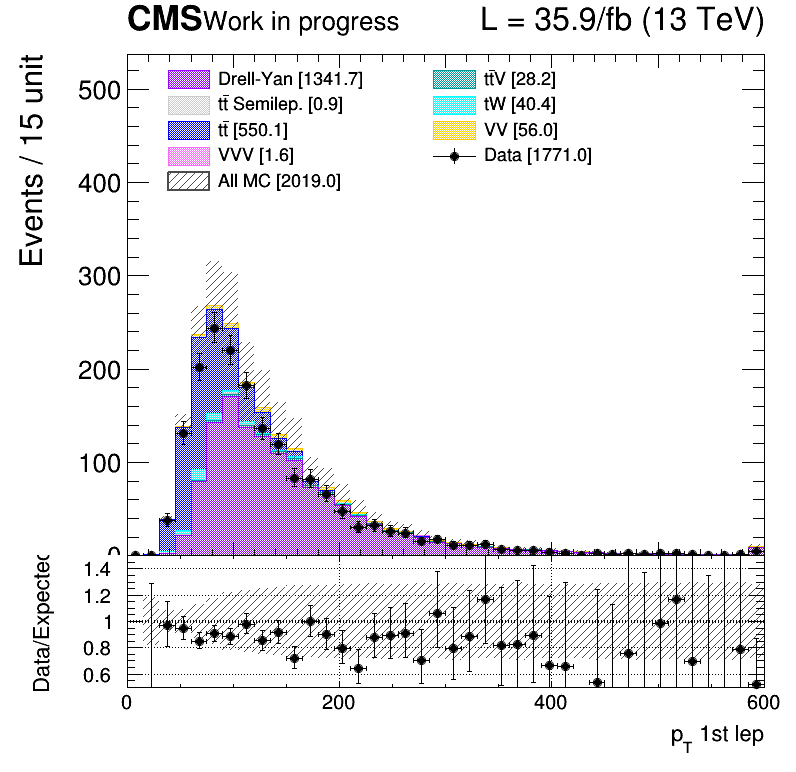 CMS Work in progress L = 35.9/fb (13 TeV)
Events / 15 unit
500
400
300
200
100
0
Drell-Yan [1341.7]
tt̄ Semilep. [0.9]
tt̄ [550.1]
VVV [1.6]
All MC [2019.0]
tt̄V [28.2]
tW [40.4]
VV [56.0]
Data [1771.0]
Data/Expected
1.4
1.2
1
0.8
0.6
0 200 400 600
p_T 1st lep